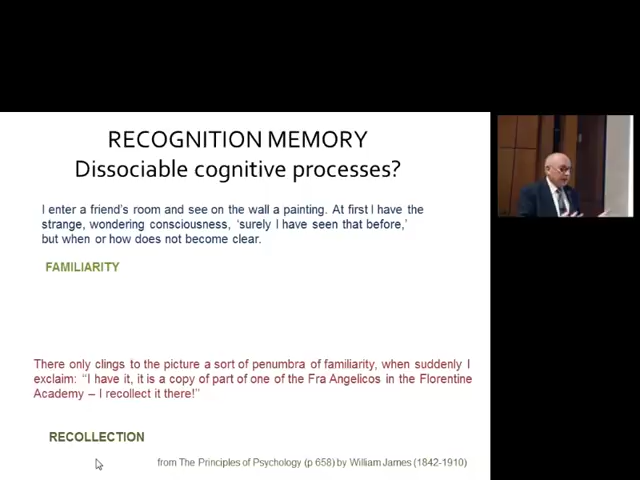 RECOGNITION MEMORY
Dissociable cognitive processes?
I enter a friend's room and see on the wall a painting. At first I have the
strange, wondering consciousness, 'surely I have seen that before,'
but when or how does not become clear.
FAMILIARITY
There only clings to the picture a sort of penumbra of familiarity, when suddenly I
exclaim: "I have it, it is a copy of part of one of the Fra Angelicos in the Florentine
Academy – I recollect it there!"
RECOLLECTION
from The Principles of Psychology (p 658) by William James (1842-1910)